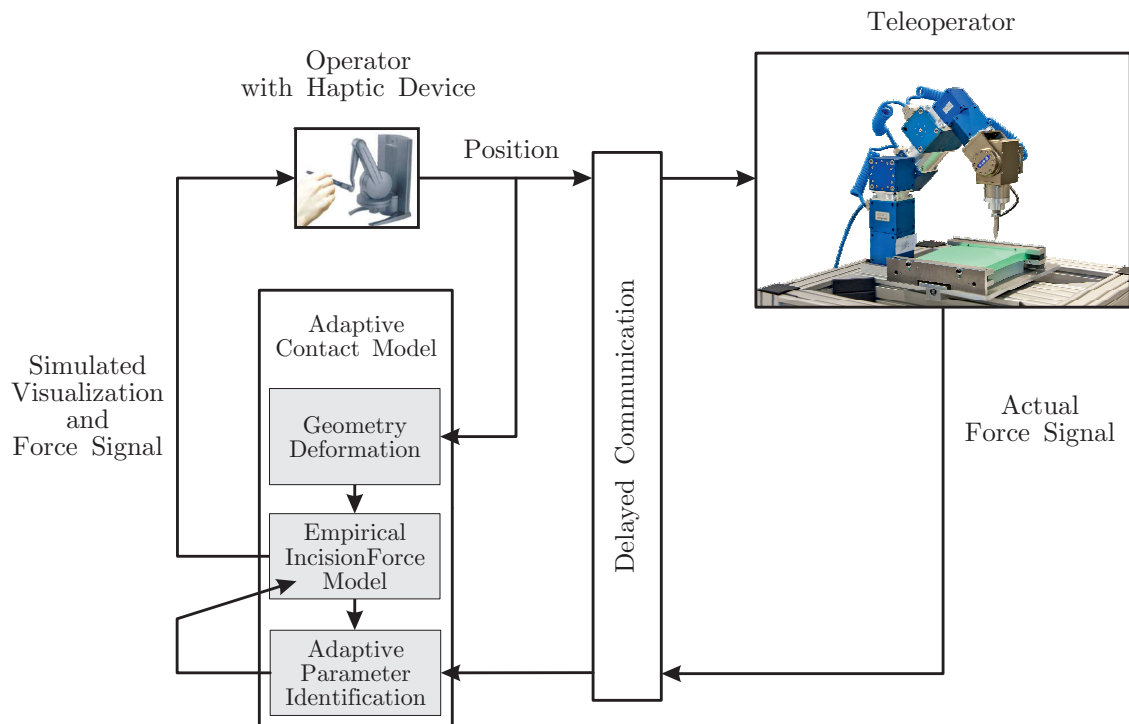 Teleoperator
Operator
with Haptic Device
Position
Adaptive
Contact Model
Simulated
Visualization
and
Force Signal
Geometry
Deformation
Empirical
IncisionForce
Model
Adaptive
Parameter
Identification
Delayed Communication
Actual
Force Signal